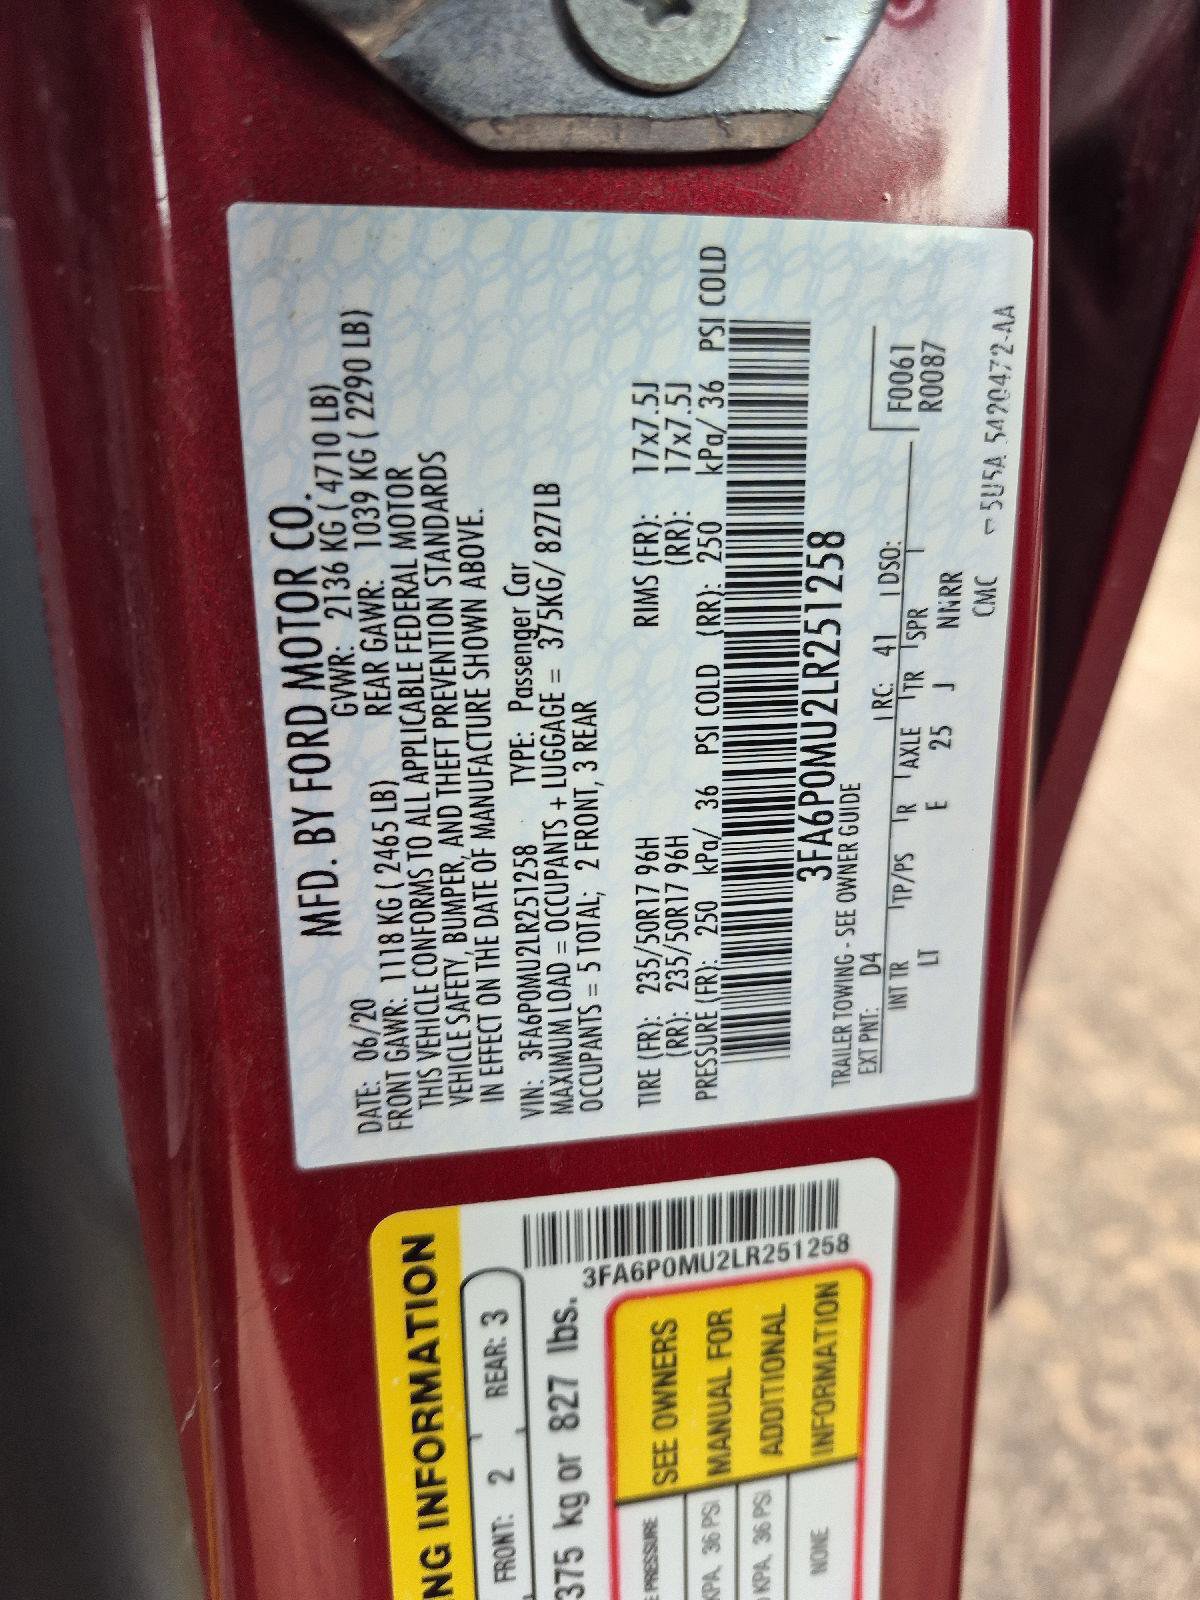 MFD. BY FORD MOTOR CO.
DATE: 06/20 GVWR: 2136 KG ( 4710 LB)
FRONT GAWR: 1118 KG ( 2465 LB) REAR GAWR: 1039 KG ( 2290 LB)
THIS VEHICLE CONFORMS TO ALL APPLICABLE FEDERAL MOTOR
VEHICLE SAFETY, BUMPER, AND THEFT PREVENTION STANDARDS
IN EFFECT ON THE DATE OF MANUFACTURE SHOWN ABOVE.
VIN: 3FA6P0MU2LR251258 TYPE: Passenger Car
MAXIMUM LOAD = OCCUPANTS + LUGGAGE = 375KG/ 827LB
OCCUPANTS = 5 TOTAL; 2 FRONT, 3 REAR
TIRE (FR): 235/50R17 96H RIMS (FR): 17x7.5J
(RR): 235/50R17 96H (RR): 17x7.5J
PRESSURE (FR): 250 kPa/ 36 PSI COLD (RR): 250 kPa/ 36 PSI COLD
3FA6P0MU2LR251258
TRAILER TOWING - SEE OWNER GUIDE
EXT PNT: D4 RC: 41 DSO: F0061
INT TR TP/PS R AXLE TR SPR R0087
LT E 25 J NNRR
CMC 5U5A 5420472-AA
NG INFORMATION
FRONT: 2 REAR: 3
375 kg or 827 lbs.
3FA6P0MU2LR251258
E PRESSURE
KPA, 36 PSI
KPA, 36 PSI
NONE
SEE OWNERS
MANUAL FOR
ADDITIONAL
INFORMATION